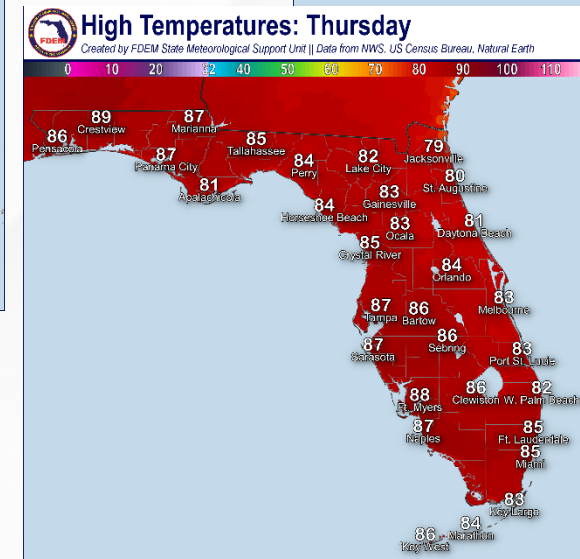 FDEM
High Temperatures: Thursday
Created by FDEM State Meteorological Support Unit || Data from NWS. US Census Bureau, Natural Earth
0 10 20 32 40 50 60 70 80 90 100 110
89
Crestview
87
Marianna
86
Pensacola
85
Tallahassee
87
Panama City
84
Perry
82
Lake City
79
Jacksonville
80
St. Augustine
81
Apalachicola
83
Gainesville
84
Horseshoe Beach
83
Ocala
81
Daytona Beach
85
Crystal River
84
Orlando
83
Melbourne
87
Tampa
86
Bartow
86
Sebring
87
Sarasota
83
Port St. Lucie
88
Ft. Myers
86
Clewiston
82
W. Palm Beach
87
Naples
85
Ft. Lauderdale
85
Miami
83
Key Largo
84
Marathon
86
Key West